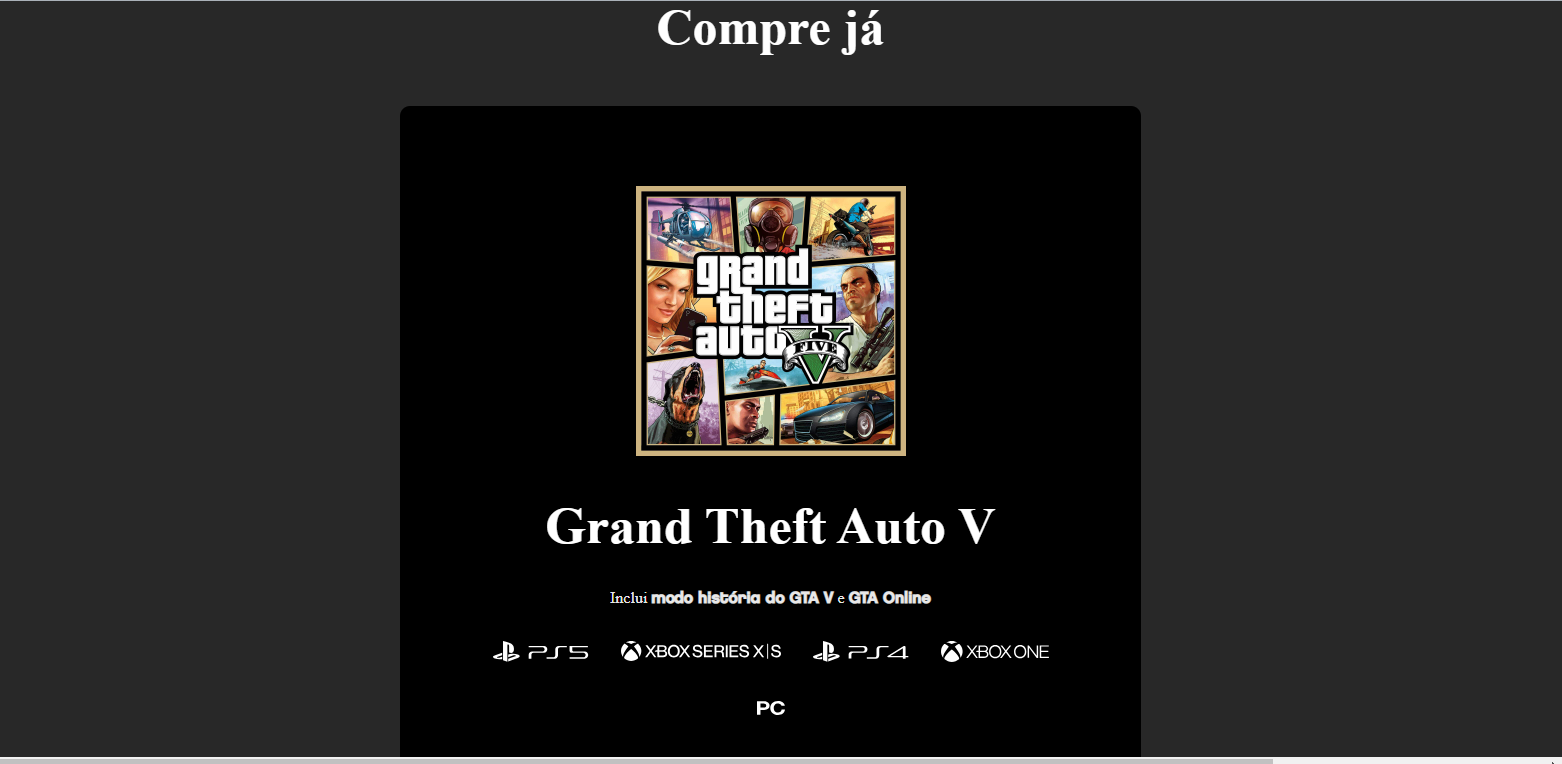 Compre já
grand
theft
auto V
FIVE
Grand Theft Auto V
Inclui modo história do GTA V e GTA Online
PS5 XBOX SERIES X|S PS4 XBOX ONE
PC